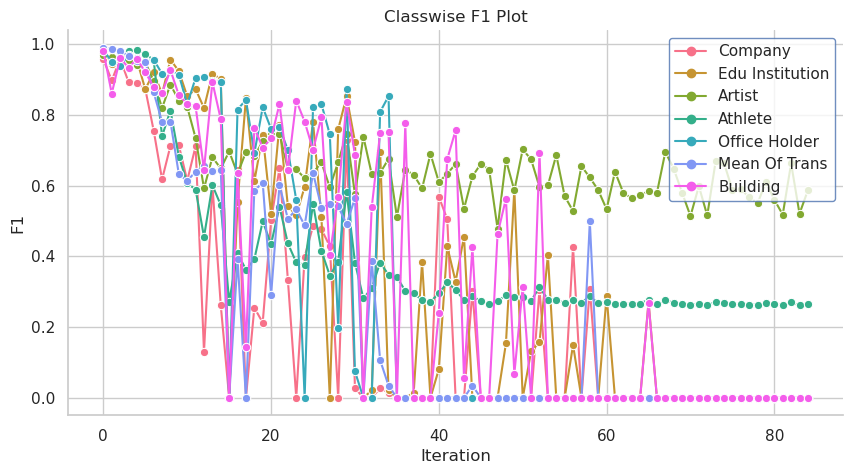 Classwise F1 Plot
1.0
0.8
0.6
0.4
0.2
0.0
F1
0
20
40
60
80
Iteration
Company
Edu Institution
Artist
Athlete
Office Holder
Mean Of Trans
Building